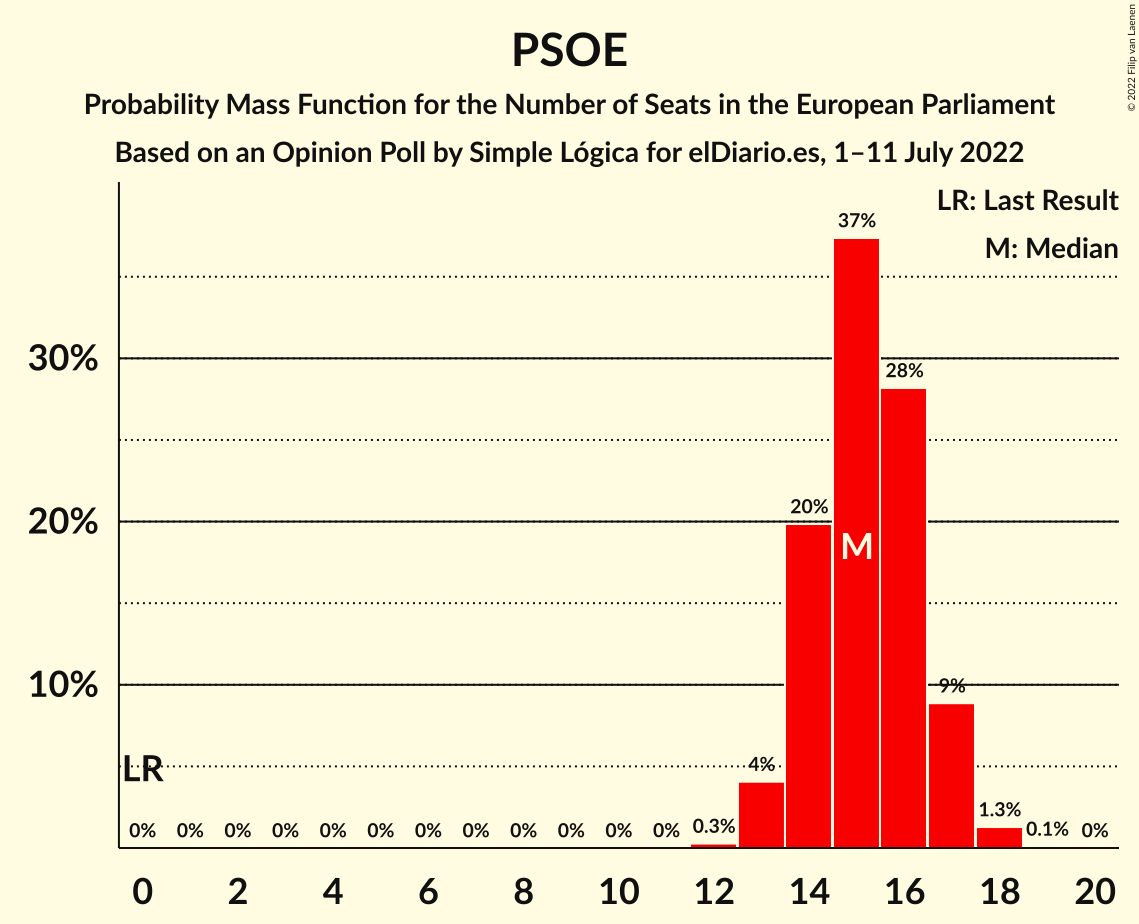 PSOE
Probability Mass Function for the Number of Seats in the European Parliament
Based on an Opinion Poll by Simple Lógica for elDiario.es, 1–11 July 2022
© 2022 Filip van Laenen
LR: Last Result
M: Median
37%
30%
28%
20%
20%
M
10%
9%
LR
4%
0% 0% 0% 0% 0% 0% 0% 0% 0% 0% 0% 0% 0.3% 1.3% 0.1% 0%
0 2 4 6 8 10 12 14 16 18 20